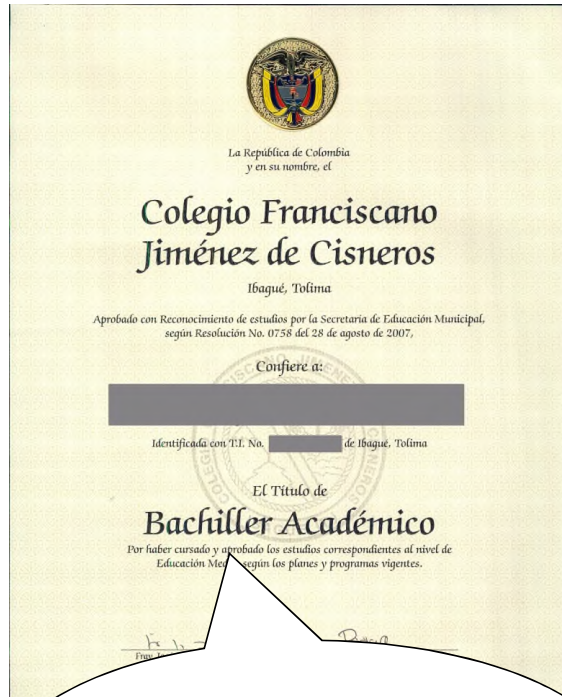 La República de Colombia
y en su nombre, el
Colegio Franciscano
Jiménez de Cisneros
Ibagué, Tolima
Aprobado con Reconocimiento de estudios por la Secretaría de Educación Municipal,
según Resolución No. 0758 del 28 de agosto de 2007,
Confiere a:
Identificada con T.I. No. de Ibagué, Tolima
El Título de
Bachiller Académico
Por haber cursado y aprobado los estudios correspondientes al nivel de
Educación según los planes y programas vigentes.
Fray